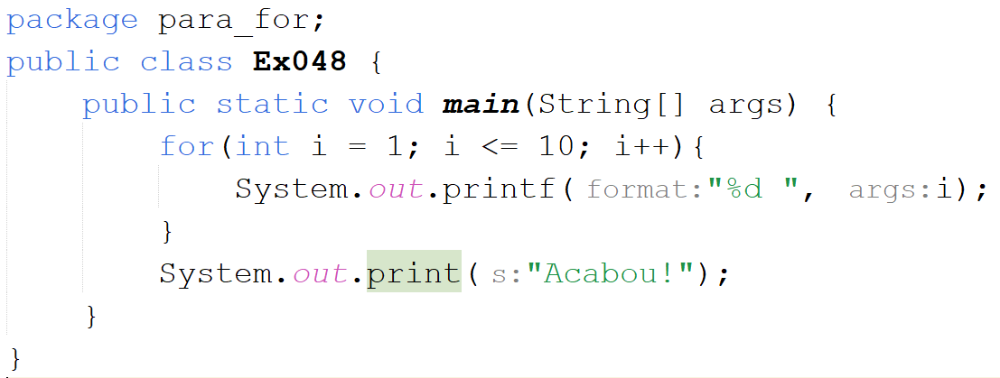 package para_for;
public class Ex048 {
    public static void main(String[] args) {
        for(int i = 1; i <= 10; i++){
            System.out.printf( format:"%d ", args:i);
        }
        System.out.print( s:"Acabou!");
    }
}